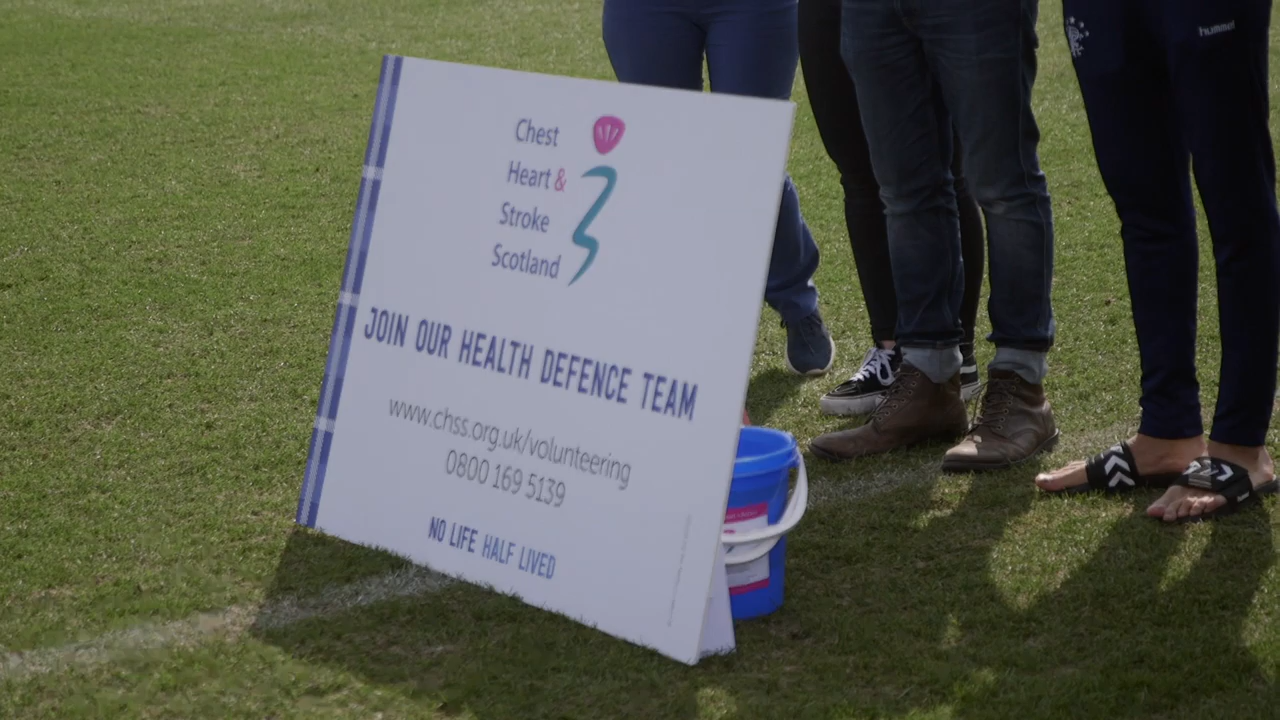 Chest
Heart &
Stroke
Scotland
JOIN OUR HEALTH DEFENCE TEAM
www.chss.org.uk/volunteering
0800 169 5139
NO LIFE HALF LIVED
hummel